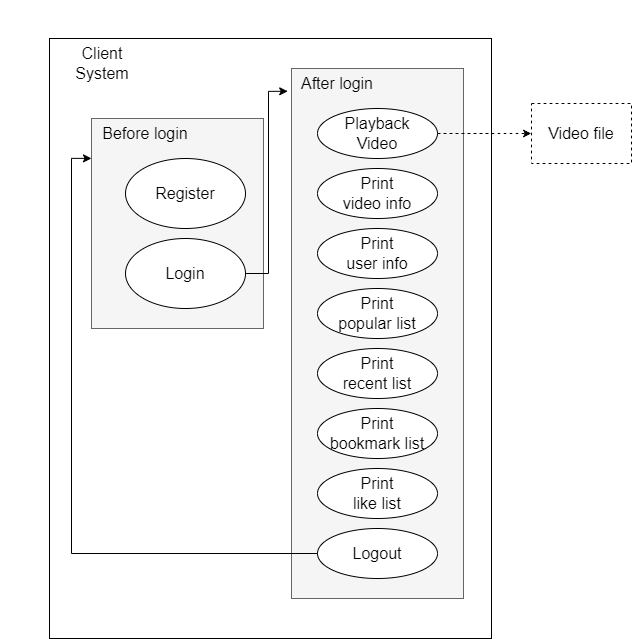 Client
System
Before login
Register
Login
After login
Playback
Video
Print
video info
Print
user info
Print
popular list
Print
recent list
Print
bookmark list
Print
like list
Logout
Video file